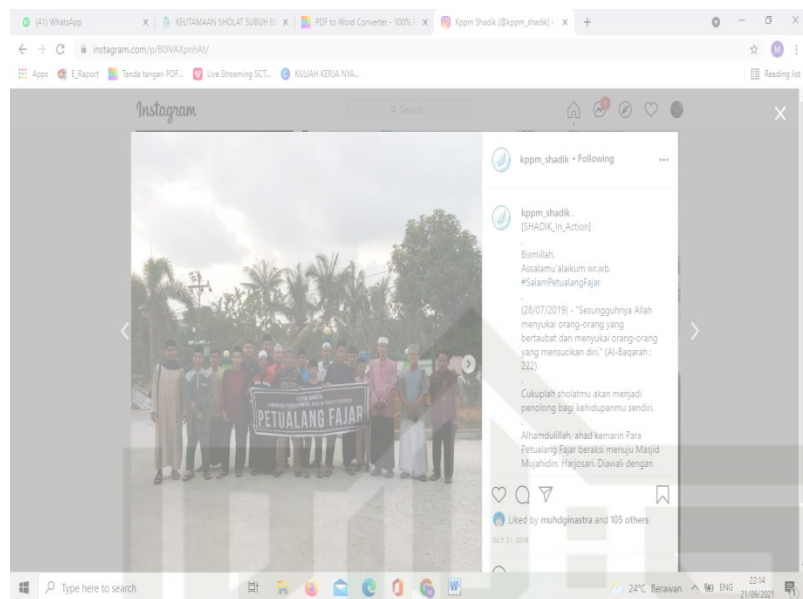 (41) WhatsApp
KEUTAMAAN SHOLAT SUBUH BE
PDF to Word Converter - 100% F
Kppm Shadik (@kppm_shadik) -
instagram.com/p/B0IVAXpnhAt/
Apps
E_Raport
Tanda tangan PDF...
Live Streaming SCT...
KULIAH KERJA NYA...
Reading list
Instagram
Search
kppm_shadik • Following
kppm_shadik .
[SHADIK_In_Action]
.
Bismillah.
Assalamu'alaikum wr.wb.
#SalamPetualangFajar
.
(28/07/2019) - "Sesungguhnya Allah
menyukai orang-orang yang
bertaubat dan menyukai orang-orang
yang mensucikan diri." (Al-Baqarah :
222)
.
Cukuplah sholatmu akan menjadi
penolong bagi kehidupanmu sendiri.
.
Alhamdulillah, ahad kemarin Para
Petualang Fajar beraksi menuju Masjid
Mujahidin. Harjosari. Diawali dengan
PETUALANG FAJAR
Liked by muhdginastra and 105 others
JULY 31, 2019
Type here to search
24°C Berawan
ENG
22:14
21/09/2021